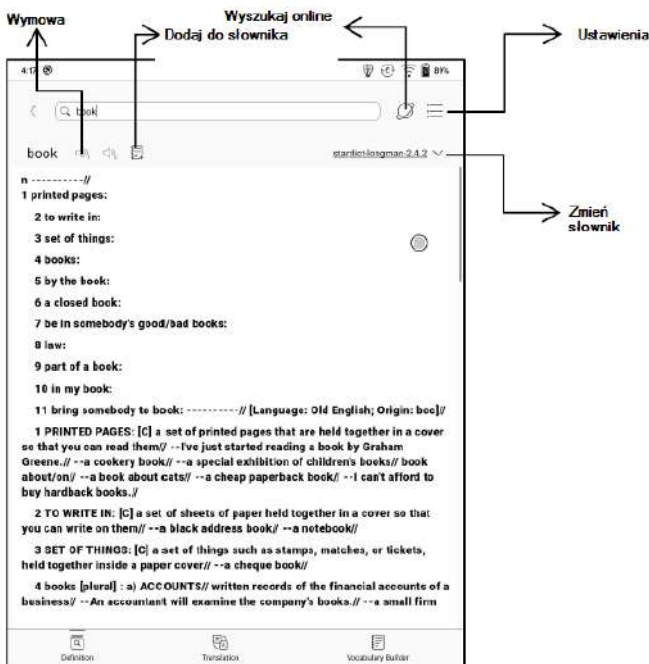 Wymowa
Wyszukaj online
Dodaj do słownika
Ustawienia
4:17 89%
book
book stardict-longman-2.4.2
Zmień
słownik
n ----------//
1 printed pages:
2 to write in:
3 set of things:
4 books:
5 by the book:
6 a closed book:
7 be in somebody's good/bad books:
8 law:
9 part of a book:
10 in my book:
11 bring somebody to book: ----------// [Language: Old English; Origin: boc]//
1 PRINTED PAGES: [C] a set of printed pages that are held together in a cover
so that you can read them// --I've just started reading a book by Graham
Greene.// --a cookery book// --a special exhibition of children's books// book
about/on// --a book about cats// --a cheap paperback book// --I can't afford to
buy hardback books.//
2 TO WRITE IN: [C] a set of sheets of paper held together in a cover so that
you can write on them// --a black address book// --a notebook//
3 SET OF THINGS: [C] a set of things such as stamps, matches, or tickets,
held together inside a paper cover// --a cheque book//
4 books [plural] : a) ACCOUNTS// written records of the financial accounts of a
business// --An accountant will examine the company's books.// --a small firm
Definition Translation Vocabulary Builder